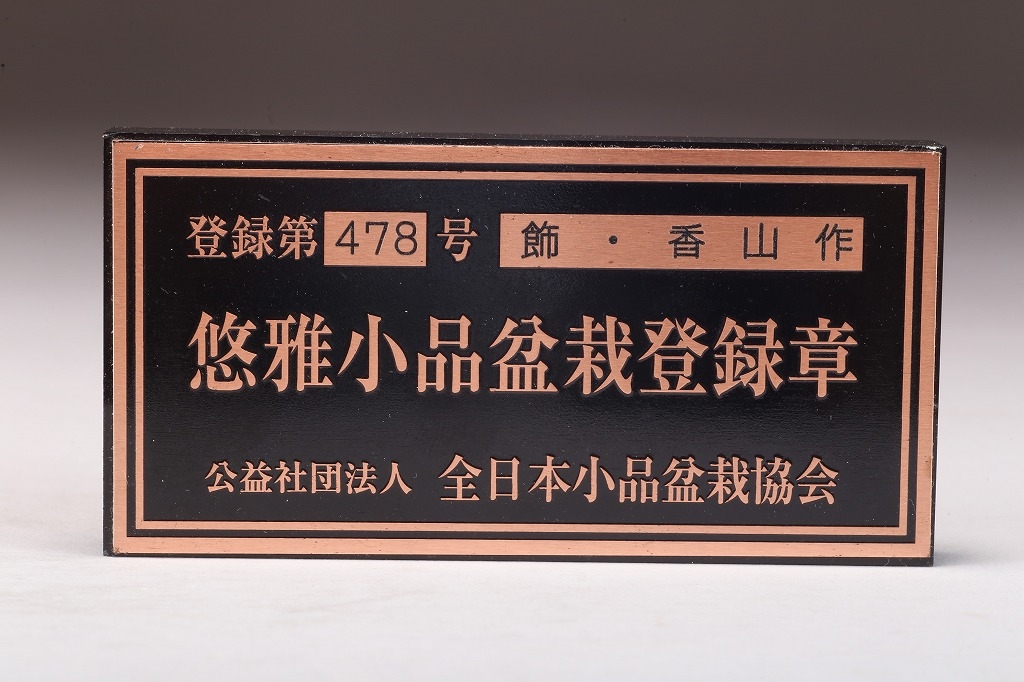 登録第478号 飾・香山作
悠雅小品盆栽登録章
公益社団法人 全日本小品盆栽協会